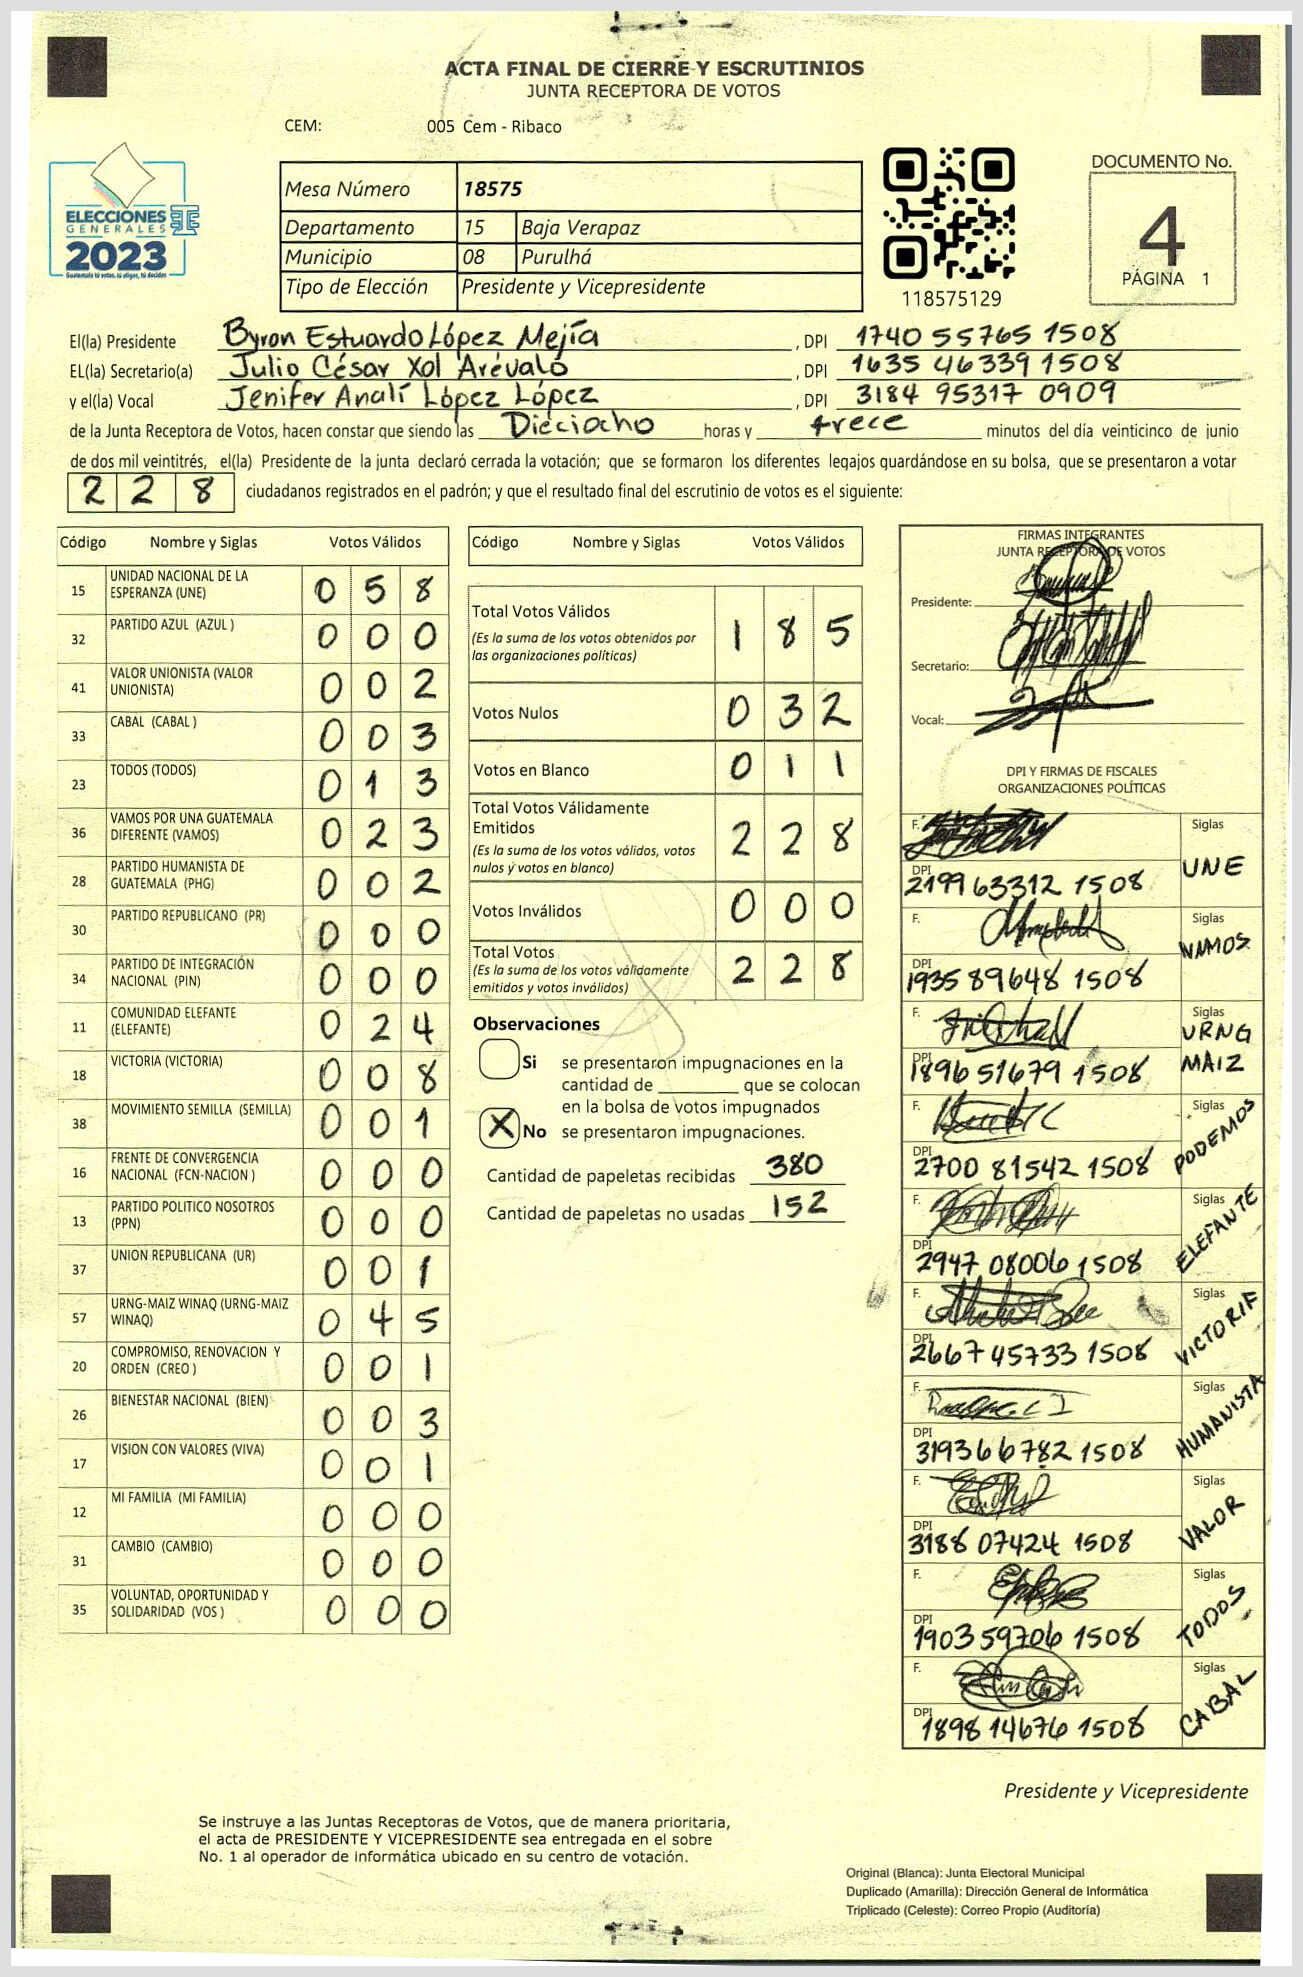 ACTA FINAL DE CIERRE Y ESCRUTINIOS
JUNTA RECEPTORA DE VOTOS
CEM: 005 Cem - Ribaco
ELECCIONES
GENERALES
2023
Guatemala tú votas, tú eliges, tú decides
Mesa Número 18575
Departamento 15 Baja Verapaz
Municipio 08 Purulhá
Tipo de Elección Presidente y Vicepresidente
118575129
DOCUMENTO No.
4
PÁGINA 1
El(la) Presidente Byron Estuardo López Mejía , DPI 1740 55765 1508
EL(la) Secretario(a) Julio César Xol Arévalo , DPI 1635 46339 1508
y el(la) Vocal Jenifer Analí López López , DPI 3184 95317 0909
de la Junta Receptora de Votos, hacen constar que siendo las Dieciocho horas y trece minutos del día veinticinco de junio
de dos mil veintitrés, el(la) Presidente de la junta declaró cerrada la votación; que se formaron los diferentes legajos guardándose en su bolsa, que se presentaron a votar
2 2 8 ciudadanos registrados en el padrón; y que el resultado final del escrutinio de votos es el siguiente:
Código Nombre y Siglas Votos Válidos
15 UNIDAD NACIONAL DE LA ESPERANZA (UNE) 0 5 8
32 PARTIDO AZUL (AZUL ) 0 0 0
41 VALOR UNIONISTA (VALOR UNIONISTA) 0 0 2
33 CABAL (CABAL ) 0 0 3
23 TODOS (TODOS) 0 1 3
36 VAMOS POR UNA GUATEMALA DIFERENTE (VAMOS) 0 2 3
28 PARTIDO HUMANISTA DE GUATEMALA (PHG) 0 0 2
30 PARTIDO REPUBLICANO (PR) 0 0 0
34 PARTIDO DE INTEGRACIÓN NACIONAL (PIN) 0 0 0
11 COMUNIDAD ELEFANTE (ELEFANTE) 0 2 4
18 VICTORIA (VICTORIA) 0 0 8
38 MOVIMIENTO SEMILLA (SEMILLA) 0 0 1
16 FRENTE DE CONVERGENCIA NACIONAL (FCN-NACION ) 0 0 0
13 PARTIDO POLITICO NOSOTROS (PPN) 0 0 0
37 UNION REPUBLICANA (UR) 0 0 1
57 URNG-MAIZ WINAQ (URNG-MAIZ WINAQ) 0 4 5
20 COMPROMISO, RENOVACION Y ORDEN (CREO ) 0 0 1
26 BIENESTAR NACIONAL (BIEN) 0 0 3
17 VISION CON VALORES (VIVA) 0 0 1
12 MI FAMILIA (MI FAMILIA) 0 0 0
31 CAMBIO (CAMBIO) 0 0 0
35 VOLUNTAD, OPORTUNIDAD Y SOLIDARIDAD (VOS ) 0 0 0
Código Nombre y Siglas Votos Válidos
Total Votos Válidos 1 8 5
(Es la suma de los votos obtenidos por
las organizaciones políticas)
Votos Nulos 0 3 2
Votos en Blanco 0 1 1
Total Votos Válidamente
Emitidos 2 2 8
(Es la suma de los votos válidos, votos
nulos y votos en blanco)
Votos Inválidos 0 0 0
Total Votos 2 2 8
(Es la suma de los votos válidamente
emitidos y votos inválidos)
Observaciones
Si se presentaron impugnaciones en la
cantidad de ________ que se colocan
en la bolsa de votos impugnados
X No se presentaron impugnaciones.
Cantidad de papeletas recibidas 380
Cantidad de papeletas no usadas 152
FIRMAS INTEGRANTES
JUNTA RECEPTORA DE VOTOS
Presidente:
Secretario:
Vocal:
DPI Y FIRMAS DE FISCALES
ORGANIZACIONES POLÍTICAS
F. Siglas
DPI 2199 63312 1508 UNE
F. Siglas
DPI 1935 89648 1508 VAMOS
F. Siglas
DPI 1896 51679 1508 URNG MAIZ
F. Siglas
DPI 2700 81542 1508 PODEMOS
F. Siglas
DPI 2947 08006 1508 ELEFANTE
F. Siglas
DPI 2667 45733 1508 VICTORIF
F. Siglas
DPI 3193 66782 1508 HUMANISTA
F. Siglas
DPI 3188 07424 1508 VALOR
F. Siglas
DPI 1903 59706 1508 TODOS
F. Siglas
DPI 1898 14676 1508 CABAL
Presidente y Vicepresidente
Se instruye a las Juntas Receptoras de Votos, que de manera prioritaria,
el acta de PRESIDENTE Y VICEPRESIDENTE sea entregada en el sobre
No. 1 al operador de informática ubicado en su centro de votación.
Original (Blanca): Junta Electoral Municipal
Duplicado (Amarilla): Dirección General de Informática
Triplicado (Celeste): Correo Propio (Auditoría)